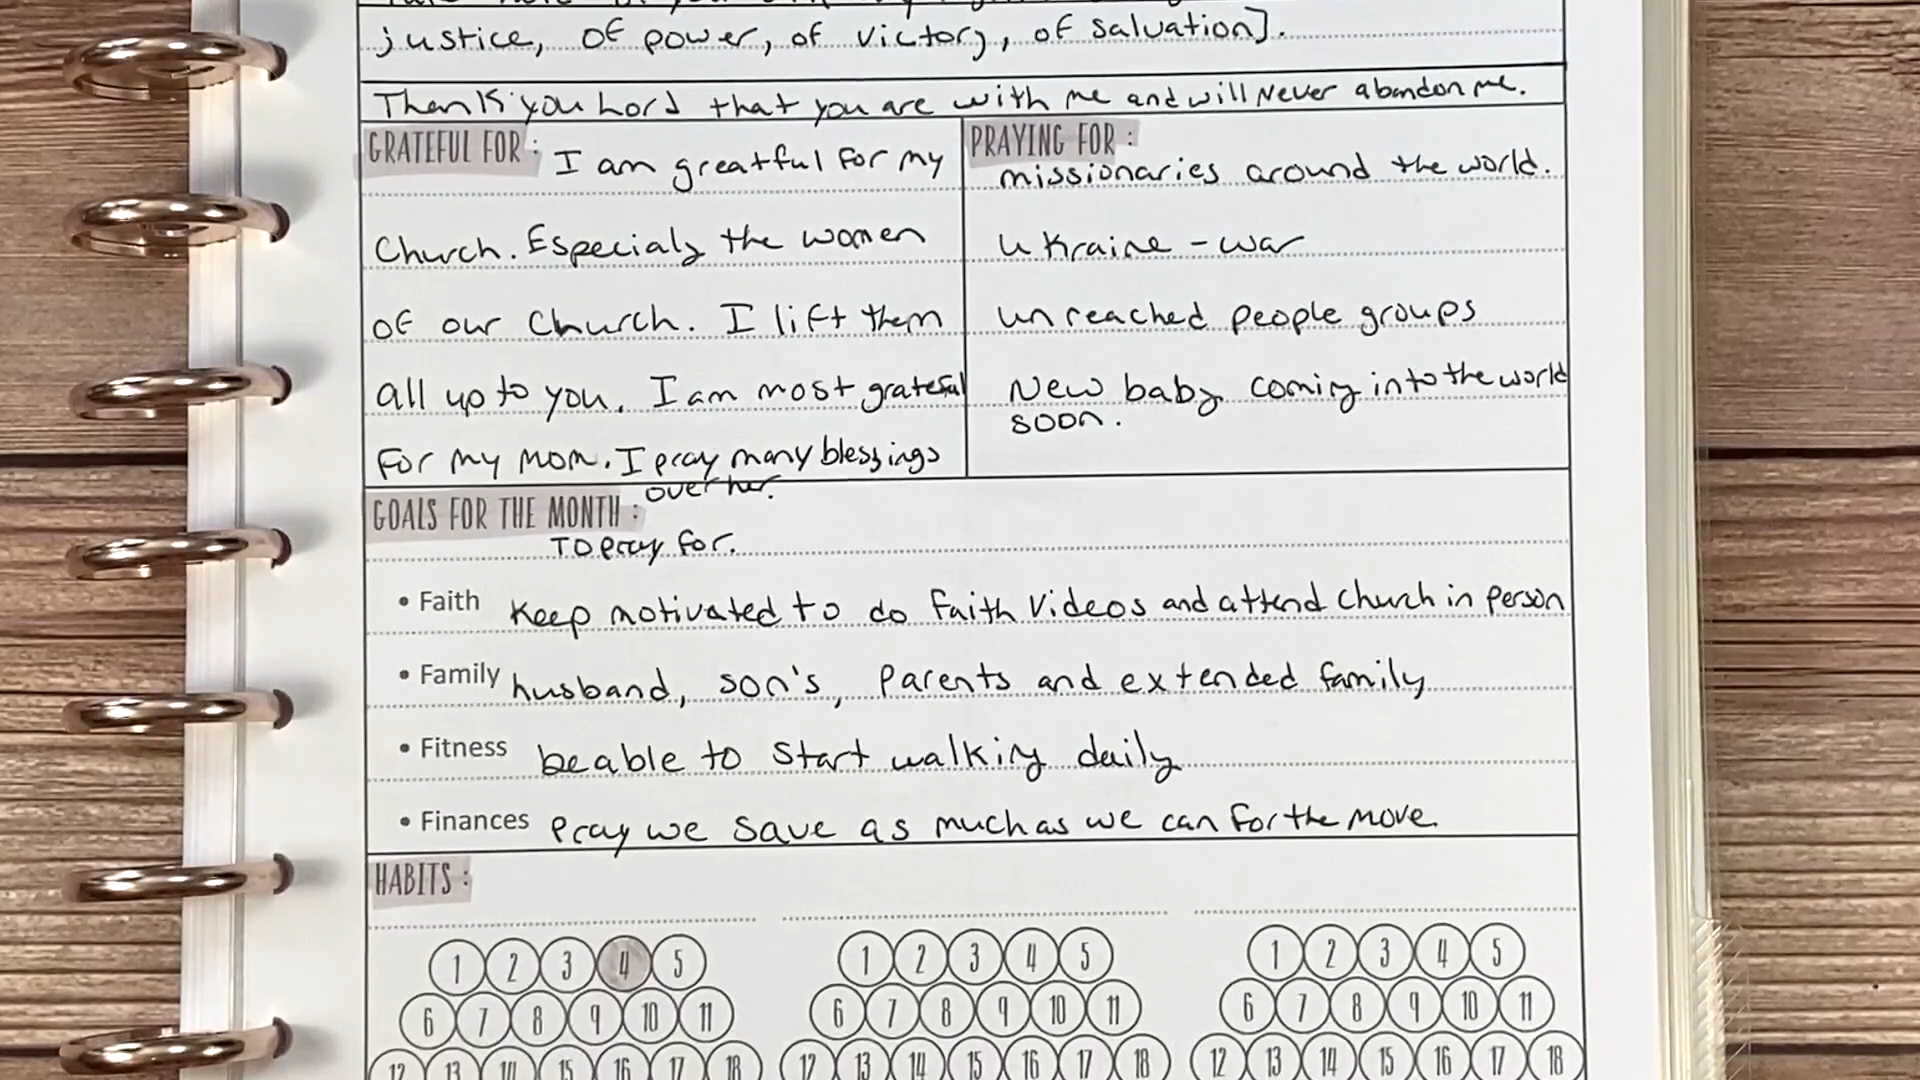 justice, of power, of victory, of salvation].
Thank you Lord that you are with me and will Never abandon me.
GRATEFUL FOR : I am greatful for my
Church. Especialy the women
of our Church. I lift them
all up to you. I am most grateful
for my mom. I pray many blessings
over her.
PRAYING FOR :
missionaries around the world.
Ukraine - war
unreached people groups
New baby coming into the world
soon.
GOALS FOR THE MONTH :
To pray for.
• Faith Keep motivated to do faith videos and attend church in person
• Family husband, son's, Parents and extended family
• Fitness be able to start walking daily
• Finances pray we save as much as we can for the move.
HABITS :
1 2 3 4 5 1 2 3 4 5 1 2 3 4 5
6 7 8 9 10 11 6 7 8 9 10 11 6 7 8 9 10 11
12 13 14 15 16 17 18 12 13 14 15 16 17 18 12 13 14 15 16 17 18